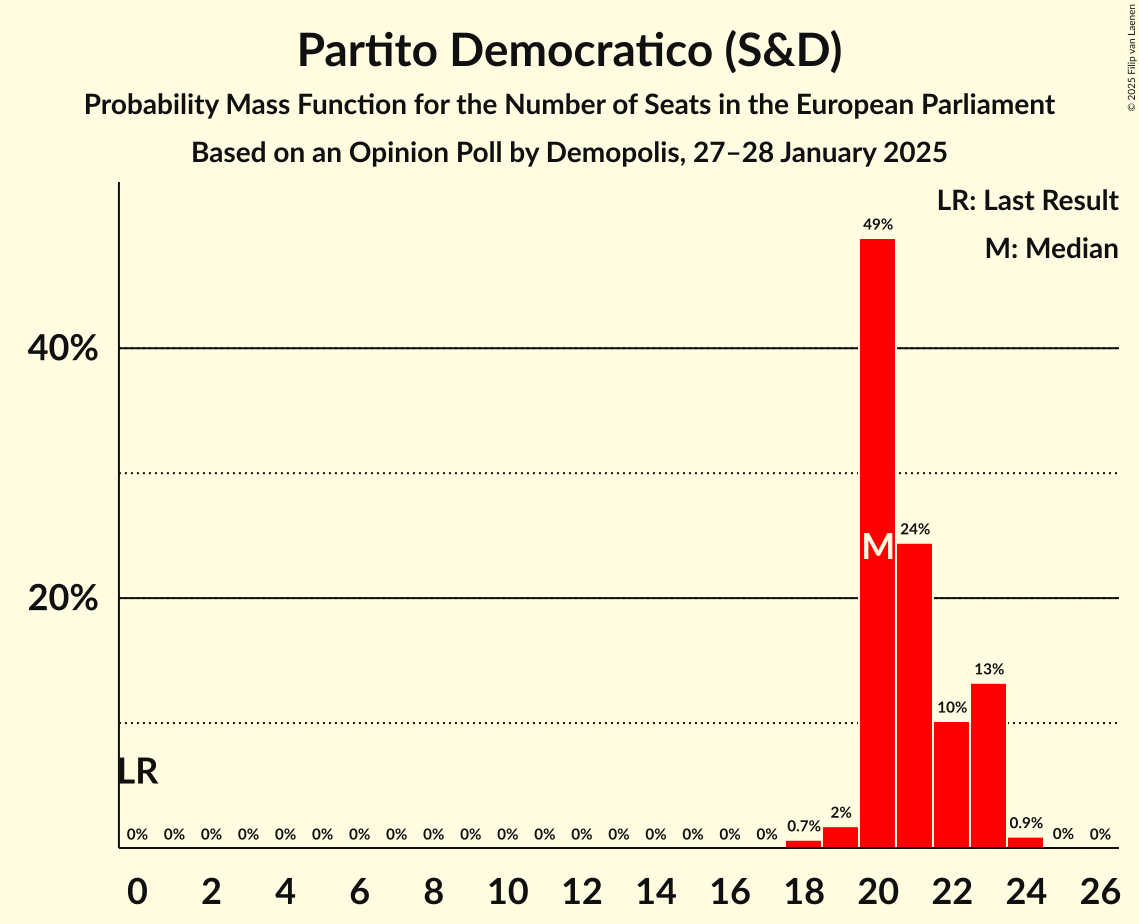 Partito Democratico (S&D)
Probability Mass Function for the Number of Seats in the European Parliament
Based on an Opinion Poll by Demopolis, 27–28 January 2025
© 2025 Filip van Laenen
LR: Last Result
M: Median
49%
40%
M
24%
20%
13%
10%
LR
0% 0% 0% 0% 0% 0% 0% 0% 0% 0% 0% 0% 0% 0% 0% 0% 0% 0% 0.7% 2% 0.9% 0% 0%
0 2 4 6 8 10 12 14 16 18 20 22 24 26